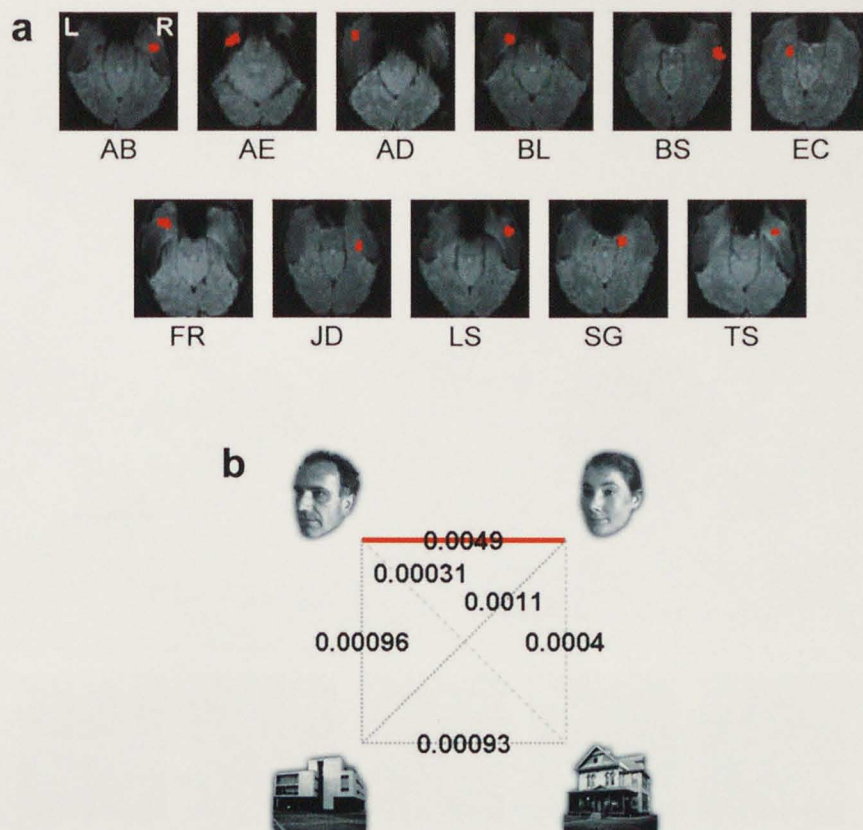 a
L R
AB AE AD BL BS EC
FR JD LS SG TS
b
0.0049
0.00031
0.0011
0.00096 0.0004
0.00093